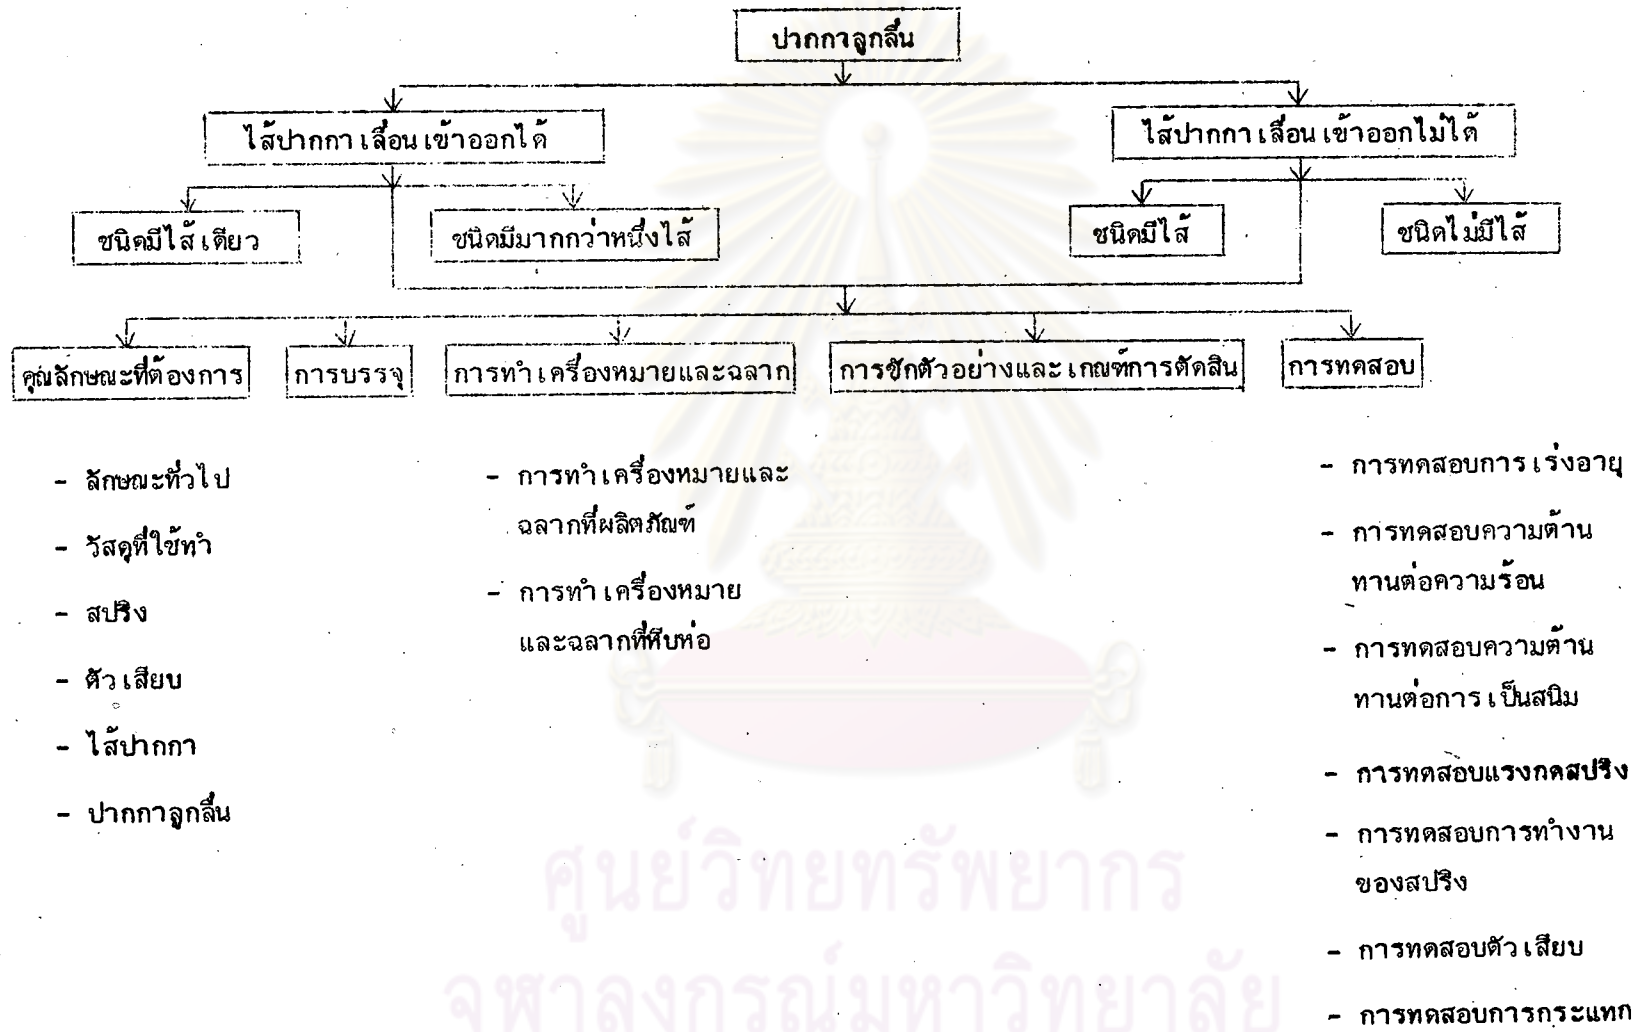 ปากกาลูกลื่น
ไส้ปากกาเลื่อนเข้าออกได้
ไส้ปากกาเลื่อนเข้าออกไม่ได้
ชนิดมีไส้เดียว
ชนิดมีมากกว่าหนึ่งไส้
ชนิดมีไส้
ชนิดไม่มีไส้
คุณลักษณะที่ต้องการ
การบรรจุ
การทำเครื่องหมายและฉลาก
การชักตัวอย่างและเกณฑ์การตัดสิน
การทดสอบ
- ลักษณะทั่วไป
- วัสดุที่ใช้ทำ
- สปริง
- ตัวเสียบ
- ไส้ปากกา
- ปากกาลูกลื่น
- การทำเครื่องหมายและ
ฉลากที่ผลิตภัณฑ์
- การทำเครื่องหมาย
และฉลากที่หีบห่อ
- การทดสอบการเร่งอายุ
- การทดสอบความต้าน
ทานต่อความร้อน
- การทดสอบความต้าน
ทานต่อการเป็นสนิม
- การทดสอบแรงกดสปริง
- การทดสอบการทำงาน
ของสปริง
- การทดสอบตัวเสียบ
- การทดสอบการกระแทก
ศูนย์วิทยทรัพยากร
จุฬาลงกรณ์มหาวิทยาลัย